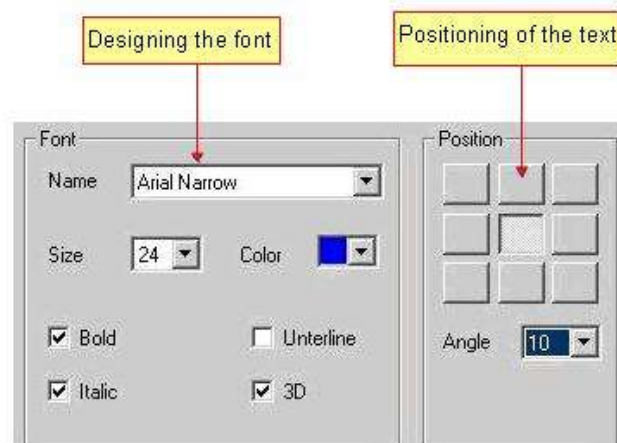 Designing the font
Positioning of the text
Font
Position
Name Arial Narrow
Size 24 Color
Bold Unterline
Angle 10
Italic 3D